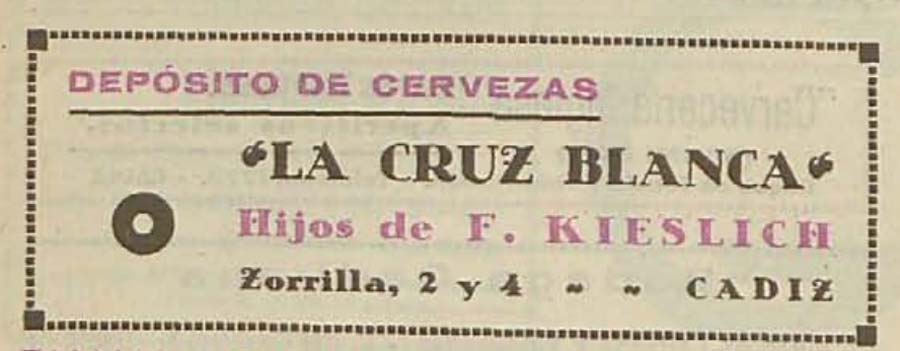 DEPÓSITO DE CERVEZAS
"LA CRUZ BLANCA"
Hijos de F. KIESLICH
Zorrilla, 2 y 4 ~ ~ CADIZ